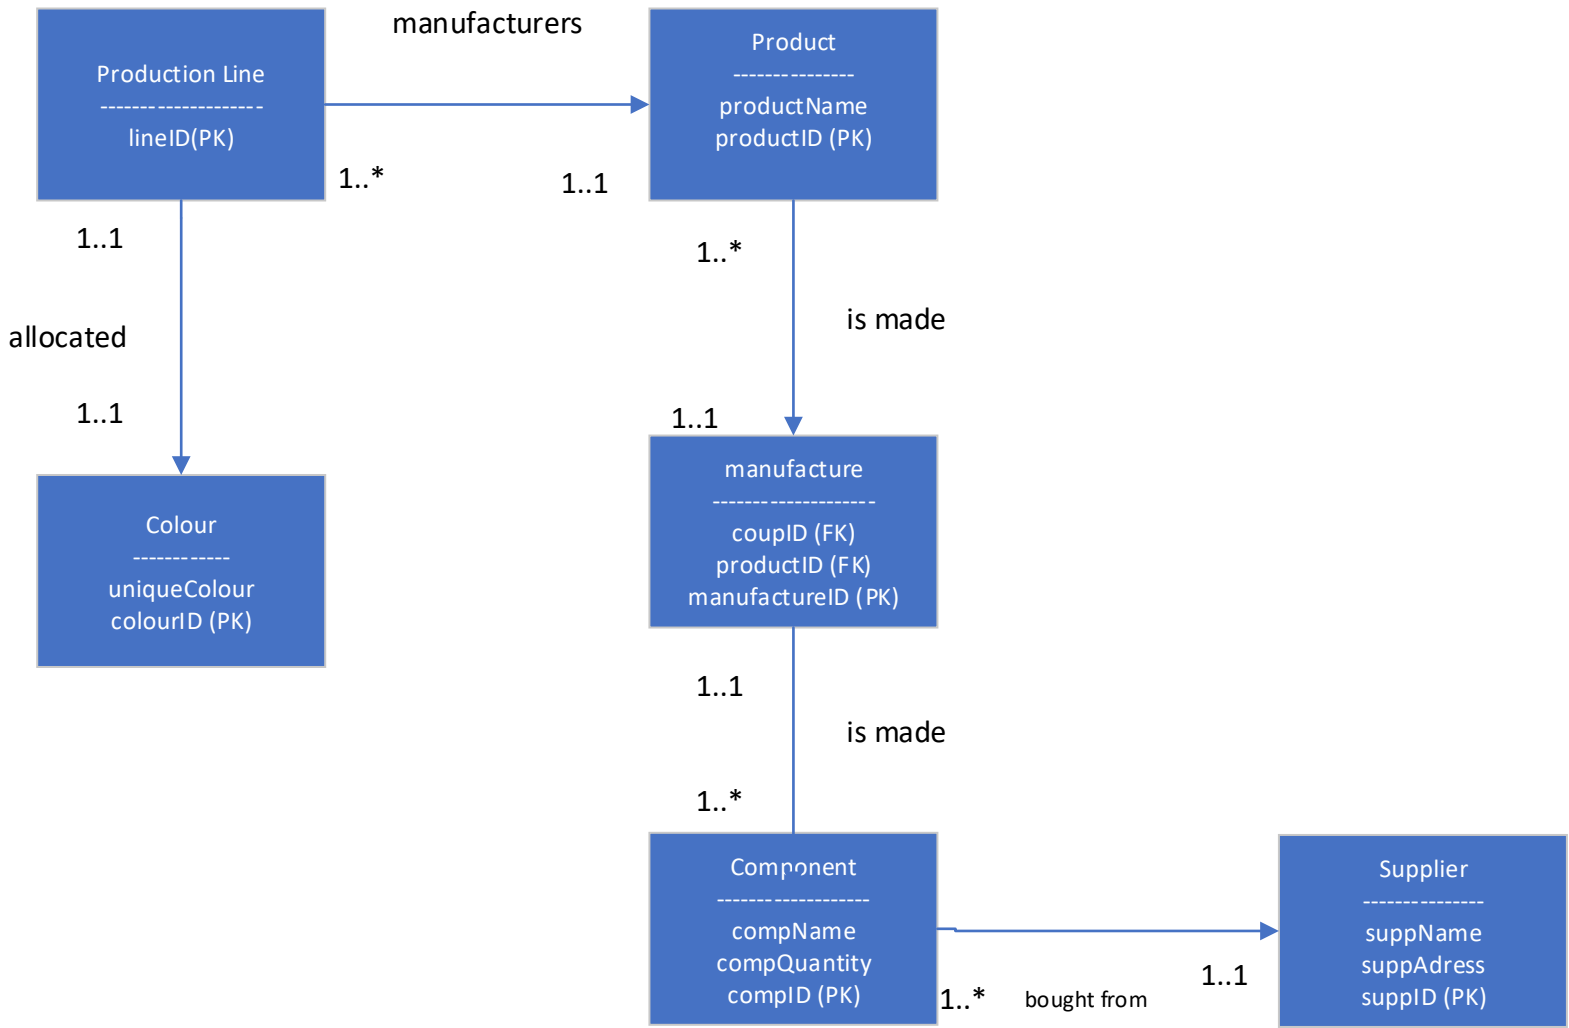 manufacturers
Production Line
--------------------
lineID(PK)
Product
---------------
productName
productID (PK)
1..*
1..1
1..1
1..*
allocated
is made
1..1
1..1
Colour
------------
uniqueColour
colourID (PK)
manufacture
--------------------
coupID (FK)
productID (FK)
manufactureID (PK)
1..1
is made
1..*
Component
-------------------
compName
compQuantity
compID (PK)
Supplier
---------------
suppName
suppAdress
suppID (PK)
1..*
bought from
1..1